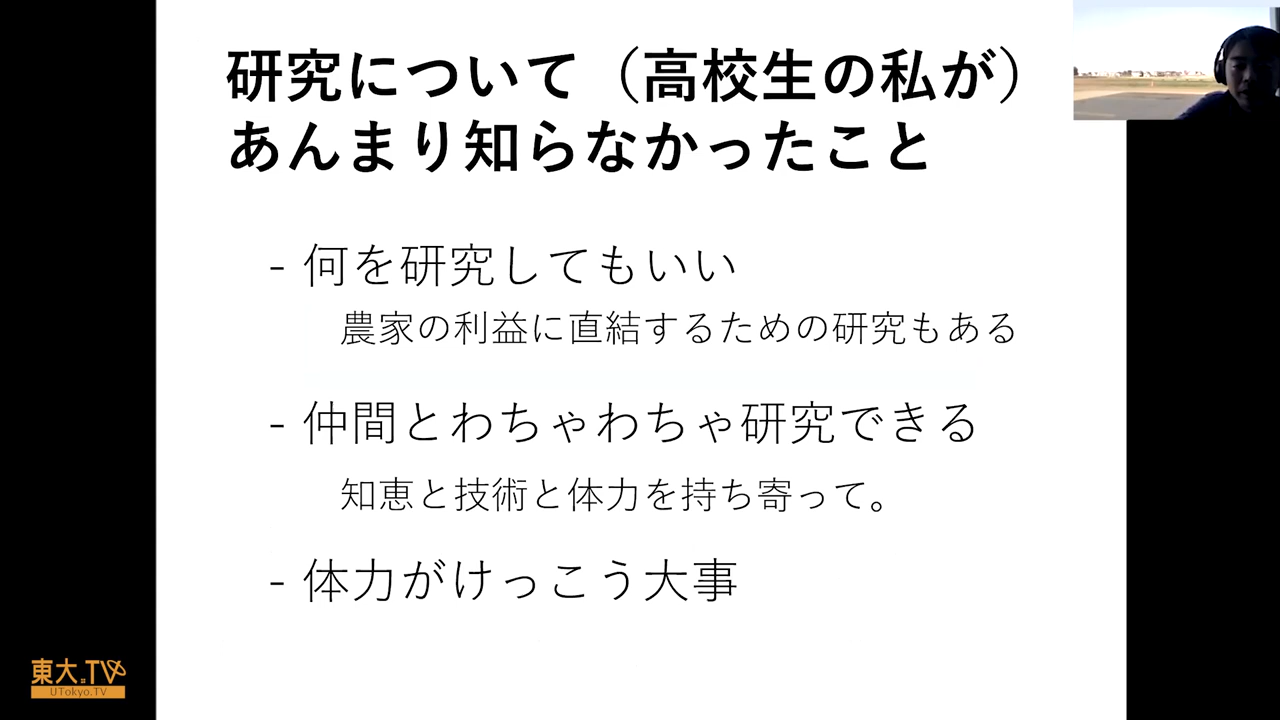 研究について（高校生の私が）
あんまり知らなかったこと
- 何を研究してもいい
農家の利益に直結するための研究もある
- 仲間とわちゃわちゃ研究できる
知恵と技術と体力を持ち寄って。
- 体力がけっこう大事
東大.TV
UTokyo.TV